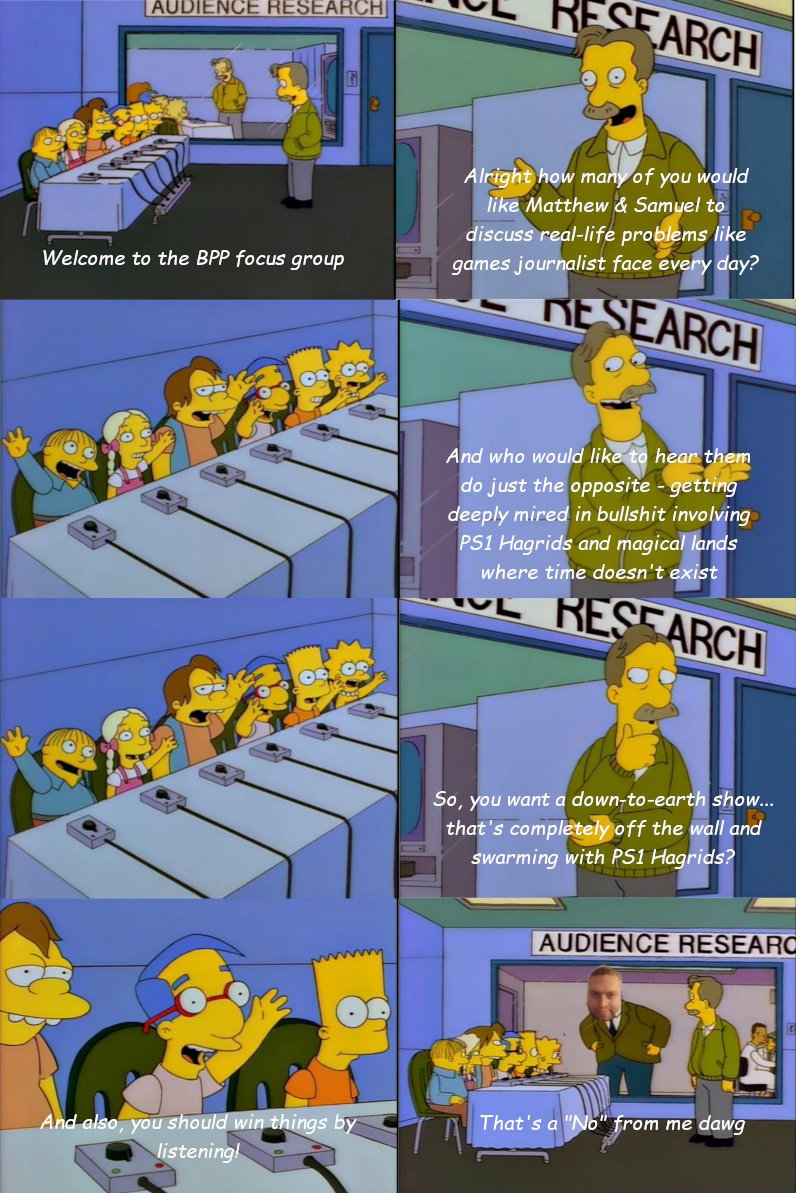 AUDIENCE RESEARCH
Welcome to the BPP focus group
NCE RESEARCH
Alright how many of you would
like Matthew & Samuel to
discuss real-life problems like
games journalist face every day?
RESEARCH
And who would like to hear them
do just the opposite - getting
deeply mired in bullshit involving
PS1 Hagrids and magical lands
where time doesn't exist
NCE RESEARCH
So, you want a down-to-earth show...
that's completely off the wall and
swarming with PS1 Hagrids?
And also, you should win things by
listening!
AUDIENCE RESEARC
That's a "No" from me dawg